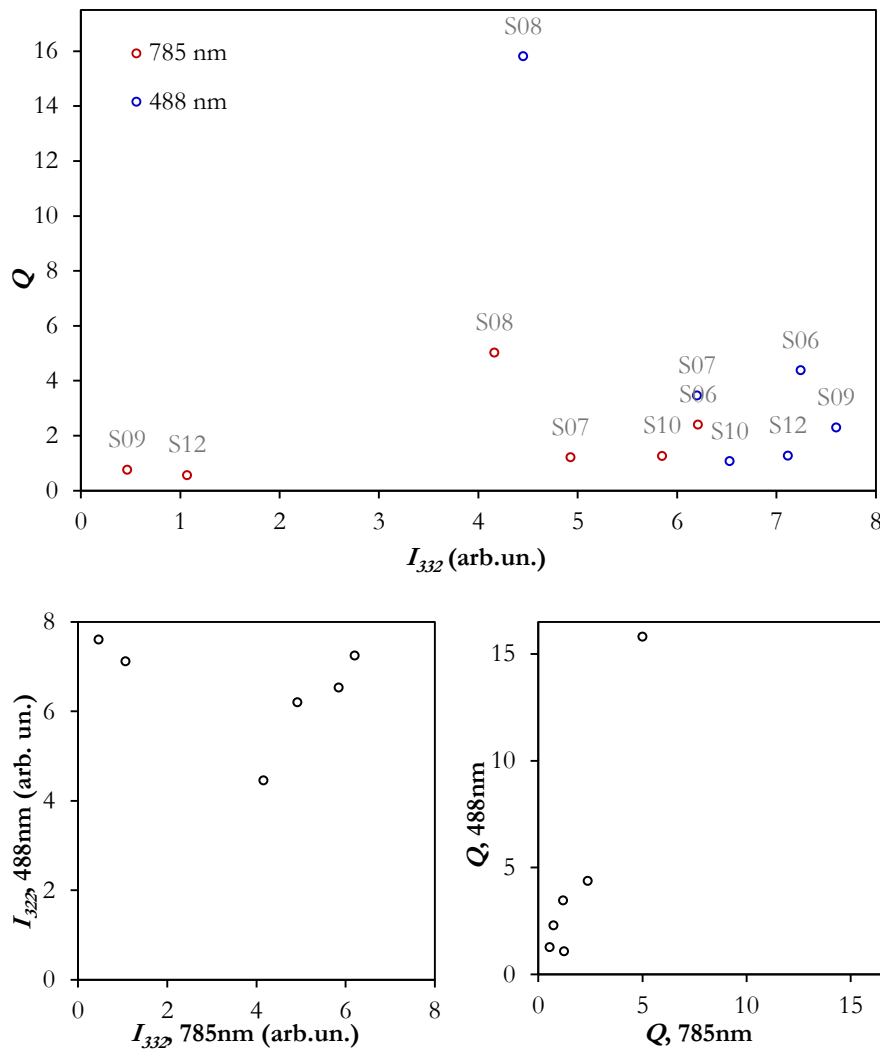 S08
16
785 nm
488 nm
14
12
10
8
Q
6
S08
S06
4
S07
S06
S09
2
S09
S12
S07
S10
S10
S12
0
0 1 2 3 4 5 6 7 8
I332 (arb.un.)
8
6
4
2
0
I322, 488nm (arb. un.)
0 2 4 6 8
I332, 785nm (arb.un.)
15
10
5
0
Q, 488nm
0 5 10 15
Q, 785nm